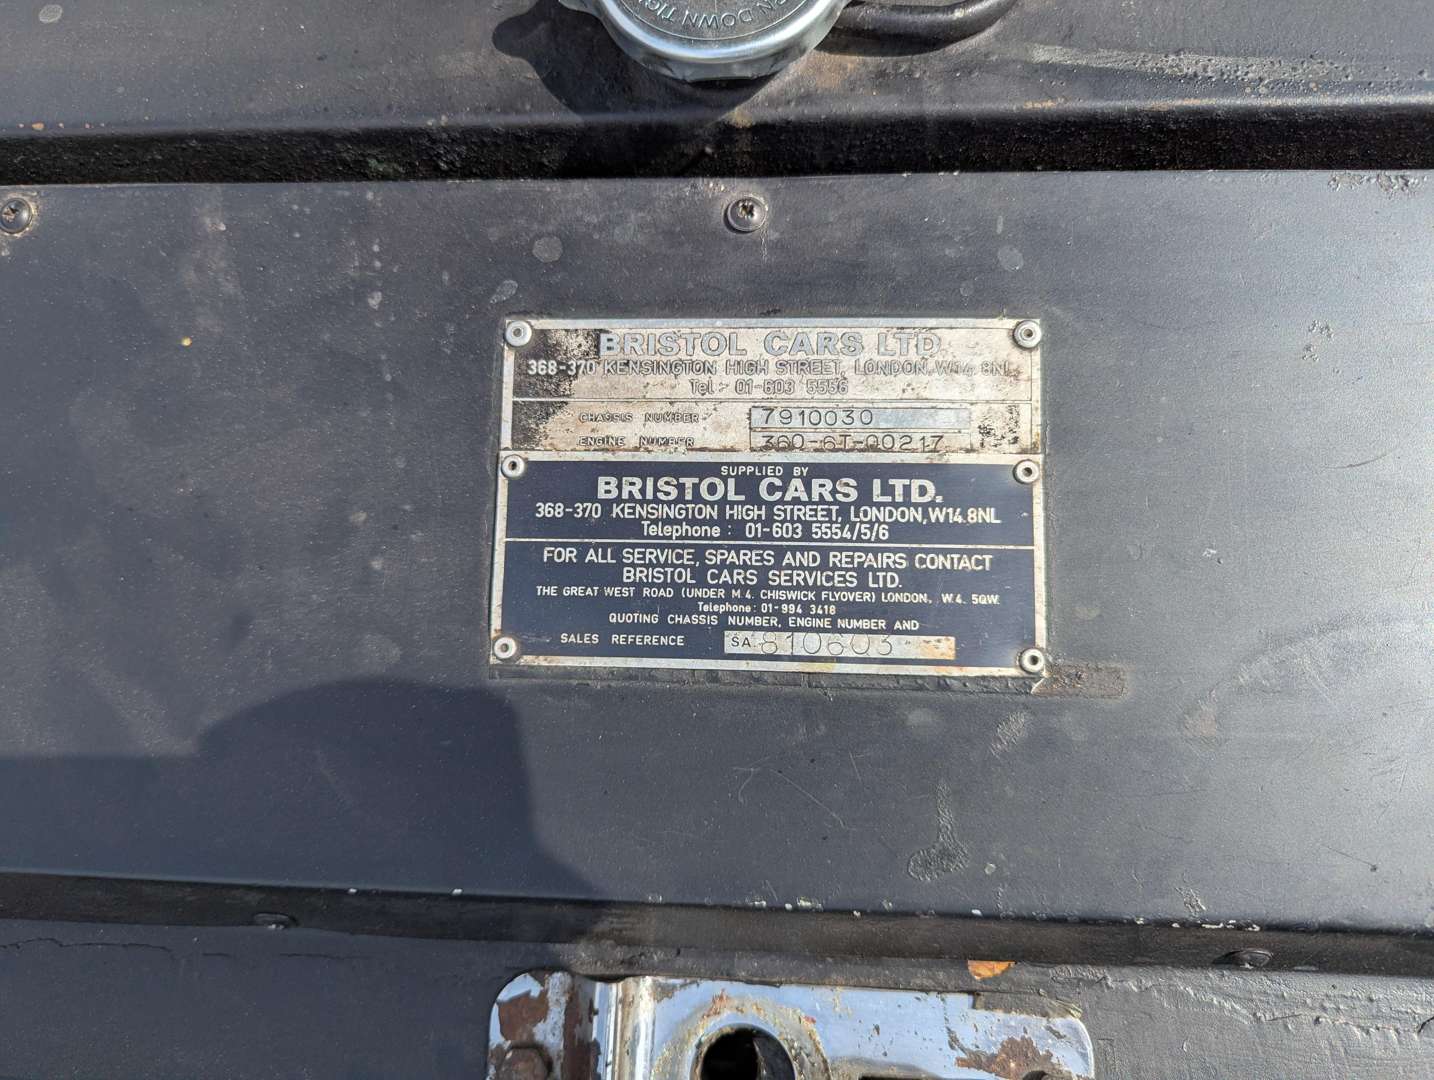 RN DOWN TIG
BRISTOL CARS LTD
368-370 KENSINGTON HIGH STREET, LONDON, W14 8NL
Tel :- 01-603 5556
CHASSIS NUMBER 7910030
ENGINE NUMBER 360-6T-00217
SUPPLIED BY
BRISTOL CARS LTD.
368-370 KENSINGTON HIGH STREET, LONDON, W14.8NL
Telephone : 01-603 5554/5/6
FOR ALL SERVICE, SPARES AND REPAIRS CONTACT
BRISTOL CARS SERVICES LTD.
THE GREAT WEST ROAD (UNDER M.4. CHISWICK FLYOVER) LONDON, W.4. 5QW.
Telephone: 01-994 3418
QUOTING CHASSIS NUMBER, ENGINE NUMBER AND
SALES REFERENCE SA. 810603